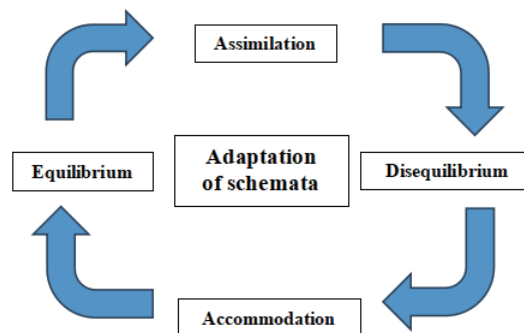 Assimilation
Equilibrium
Adaptation
of schemata
Disequilibrium
Accommodation